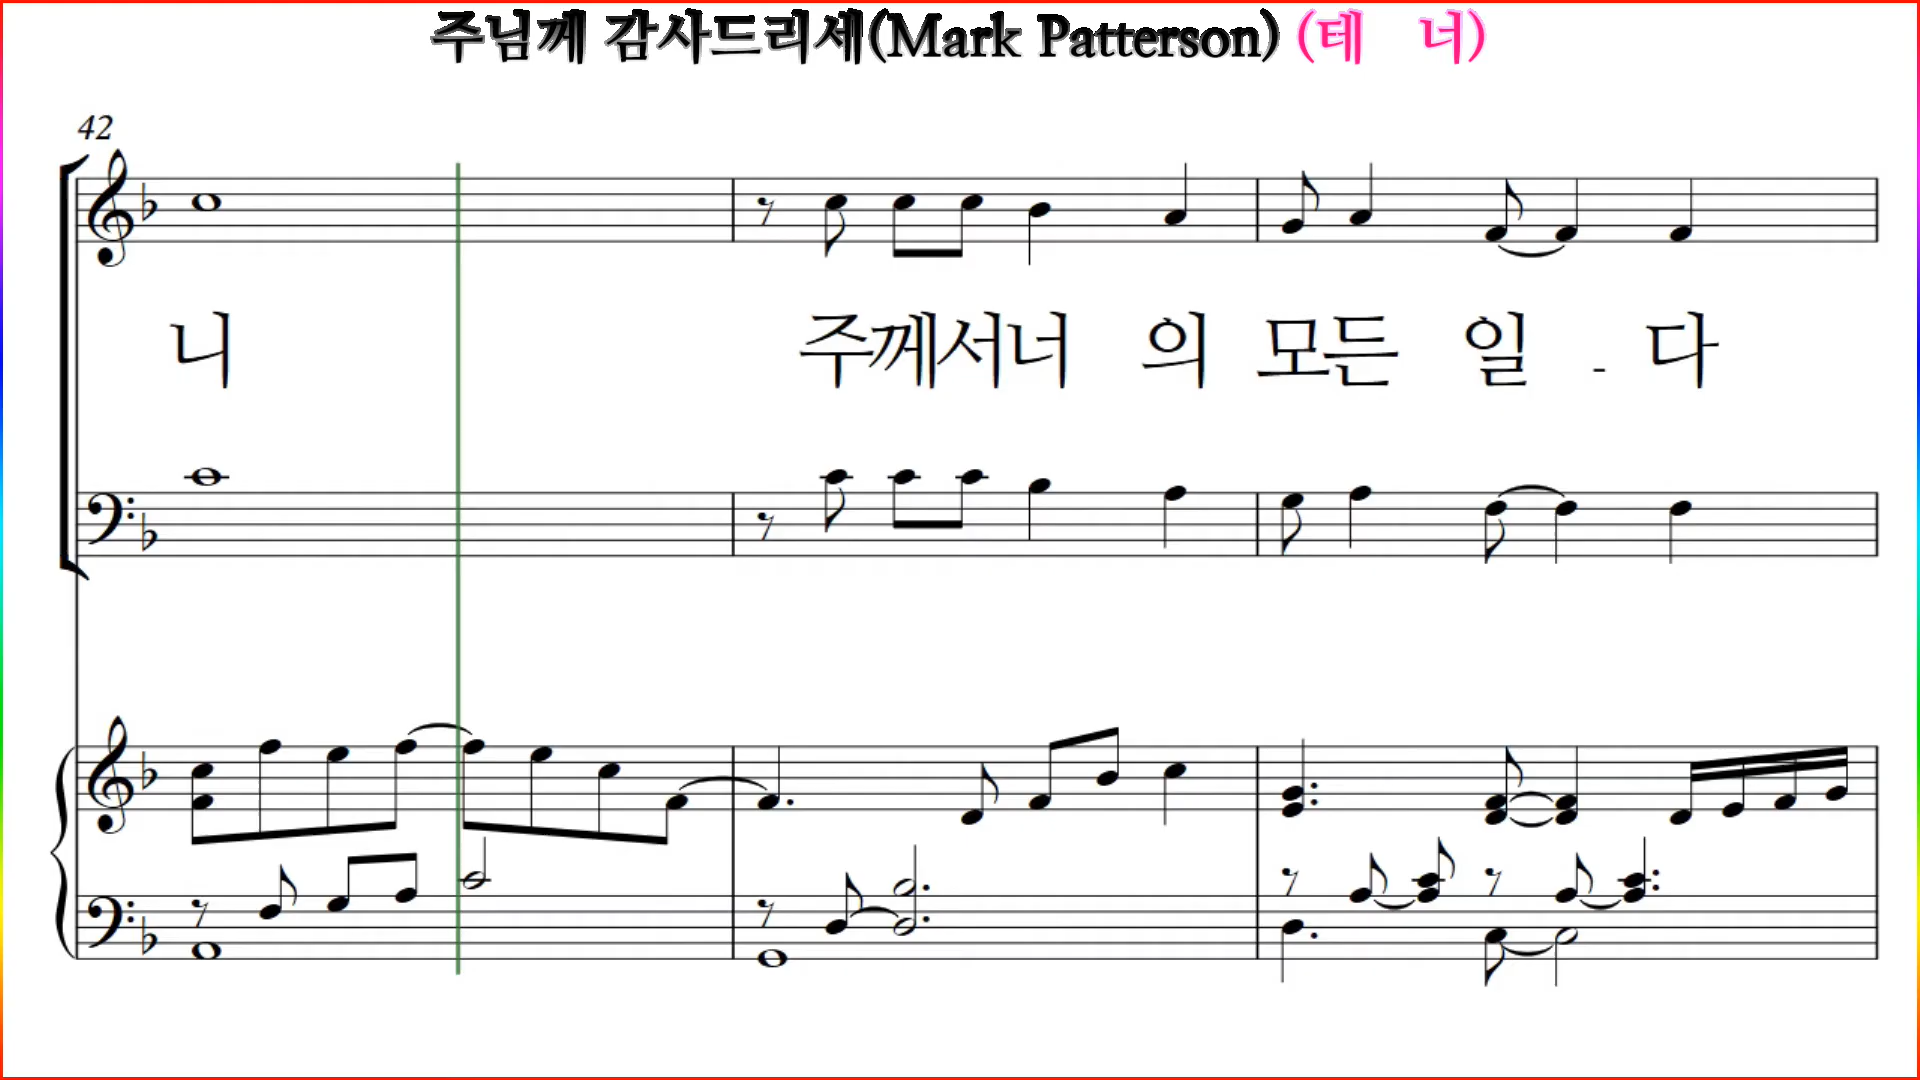 주님께 감사드리세(Mark Patterson) (테 너)
42
니 주께서너 의 모든 일 - 다